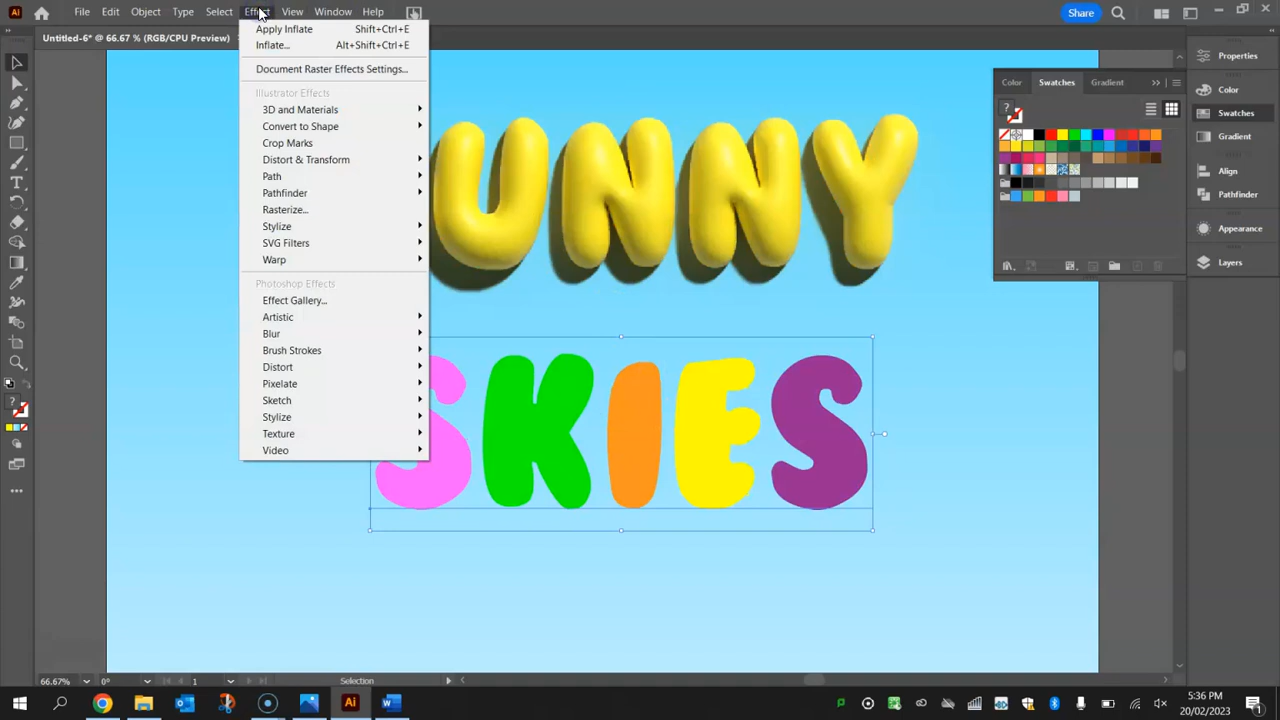 Ai File Edit Object Type Select Effect View Window Help Share
Untitled-6* @ 66.67 % (RGB/CPU Preview)
Apply Inflate Shift+Ctrl+E
Inflate... Alt+Shift+Ctrl+E
Document Raster Effects Settings...
Illustrator Effects
3D and Materials
Convert to Shape
Crop Marks
Distort & Transform
Path
Pathfinder
Rasterize...
Stylize
SVG Filters
Warp
Photoshop Effects
Effect Gallery...
Artistic
Blur
Brush Strokes
Distort
Pixelate
Sketch
Stylize
Texture
Video
UNNY
SKIES
Color Swatches Gradient
Properties
Color
Swatches
Gradient
Align
Pathfinder
Appearance
Layers
66.67% 0° 1 Selection
Ai W
5:36 PM
20/02/2023